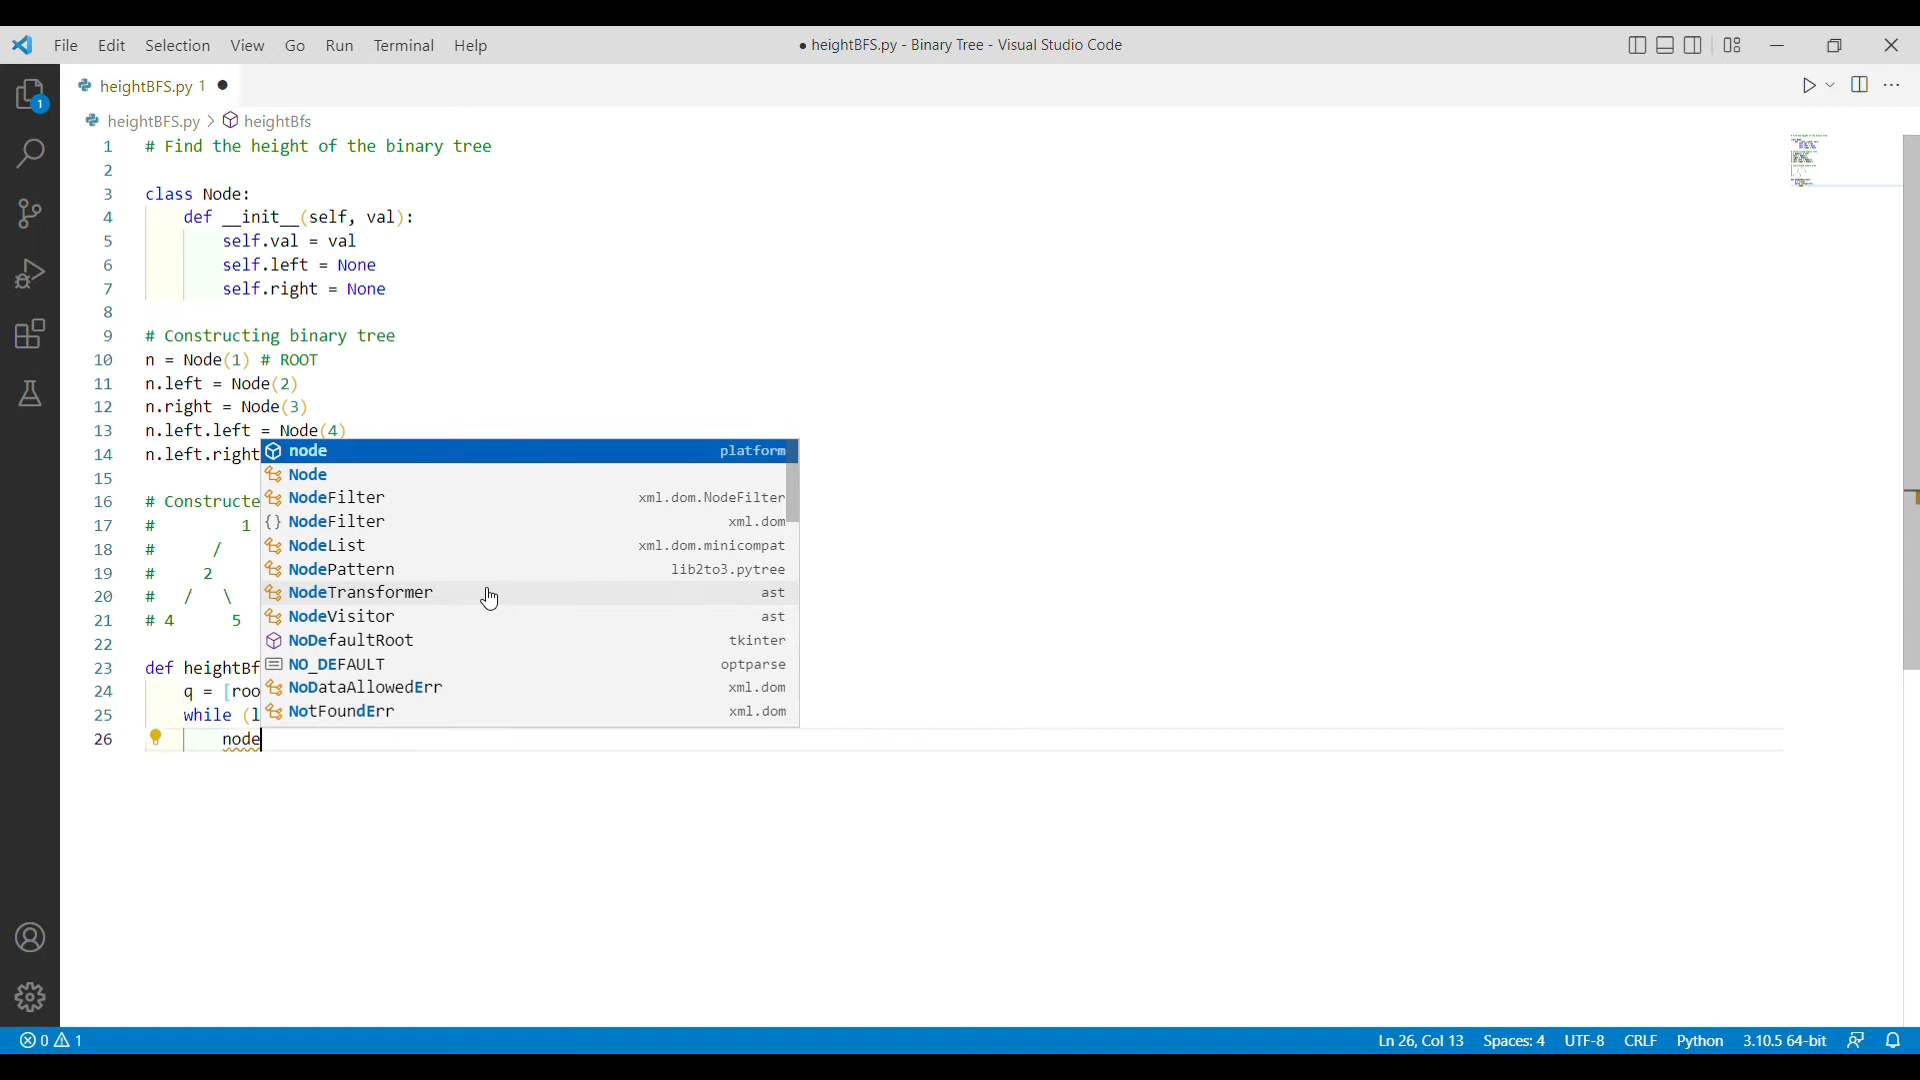 File Edit Selection View Go Run Terminal Help
● heightBFS.py - Binary Tree - Visual Studio Code
1
heightBFS.py 1 ●
heightBFS.py > heightBfs
1 # Find the height of the binary tree
2
3 class Node:
4 def __init__(self, val):
5 self.val = val
6 self.left = None
7 self.right = None
8
9 # Constructing binary tree
10 n = Node(1) # ROOT
11 n.left = Node(2)
12 n.right = Node(3)
13 n.left.left = Node(4)
14 n.left.right
15
16 # Constructe
17 # 1
18 # /
19 # 2
20 # / \
21 # 4 5
22
23 def heightBf
24 q = [roo
25 while (l
26 node
node platform
Node
NodeFilter xml.dom.NodeFilter
{} NodeFilter xml.dom
NodeList xml.dom.minicompat
NodePattern lib2to3.pytree
NodeTransformer ast
NodeVisitor ast
NoDefaultRoot tkinter
NO_DEFAULT optparse
NoDataAllowedErr xml.dom
NotFoundErr xml.dom
0 1
Ln 26, Col 13 Spaces: 4 UTF-8 CRLF Python 3.10.5 64-bit